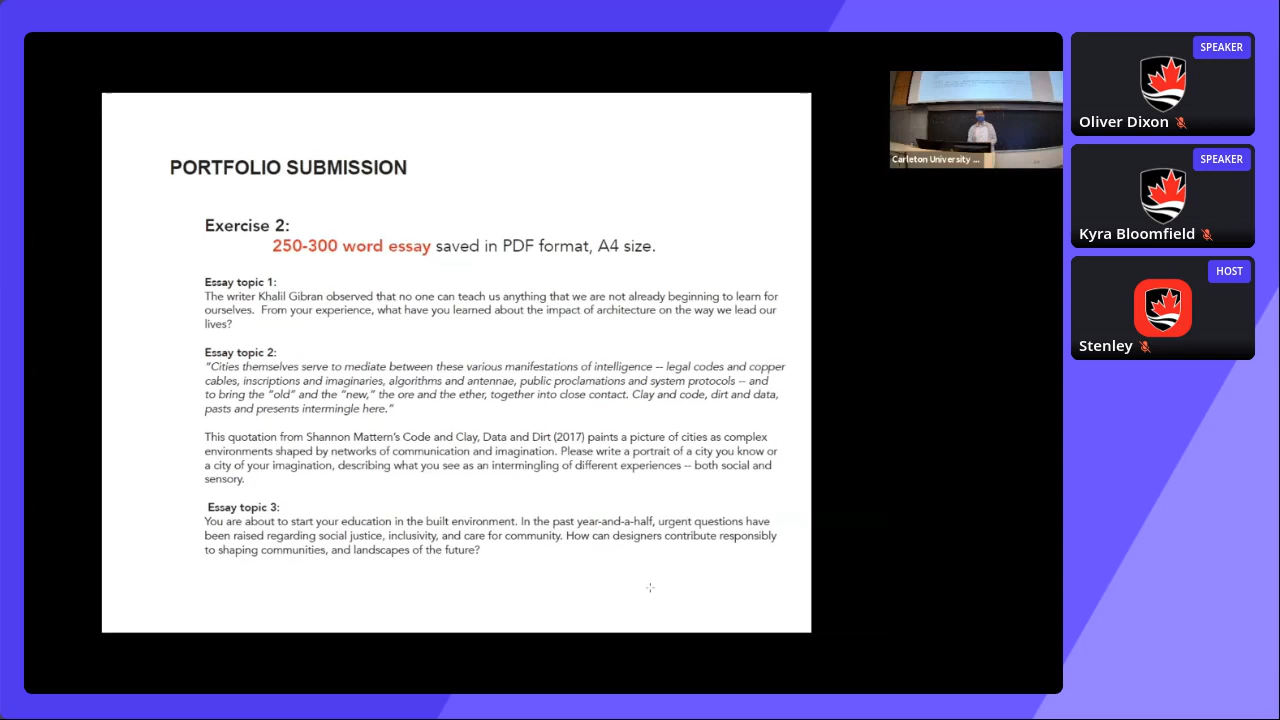 PORTFOLIO SUBMISSION
Exercise 2:
250-300 word essay saved in PDF format, A4 size.
Essay topic 1:
The writer Khalil Gibran observed that no one can teach us anything that we are not already beginning to learn for
ourselves.  From your experience, what have you learned about the impact of architecture on the way we lead our
lives?
Essay topic 2:
“Cities themselves serve to mediate between these various manifestations of intelligence -- legal codes and copper
cables, inscriptions and imaginaries, algorithms and antennae, public proclamations and system protocols -- and
to bring the “old” and the “new,” the ore and the ether, together into close contact. Clay and code, dirt and data,
pasts and presents intermingle here.”
This quotation from Shannon Mattern’s Code and Clay, Data and Dirt (2017) paints a picture of cities as complex
environments shaped by networks of communication and imagination. Please write a portrait of a city you know or
a city of your imagination, describing what you see as an intermingling of different experiences -- both social and
sensory.
Essay topic 3:
You are about to start your education in the built environment. In the past year-and-a-half, urgent questions have
been raised regarding social justice, inclusivity, and care for community. How can designers contribute responsibly
to shaping communities, and landscapes of the future?
Carleton University ...
SPEAKER
Oliver Dixon
SPEAKER
Kyra Bloomfield
HOST
Stenley